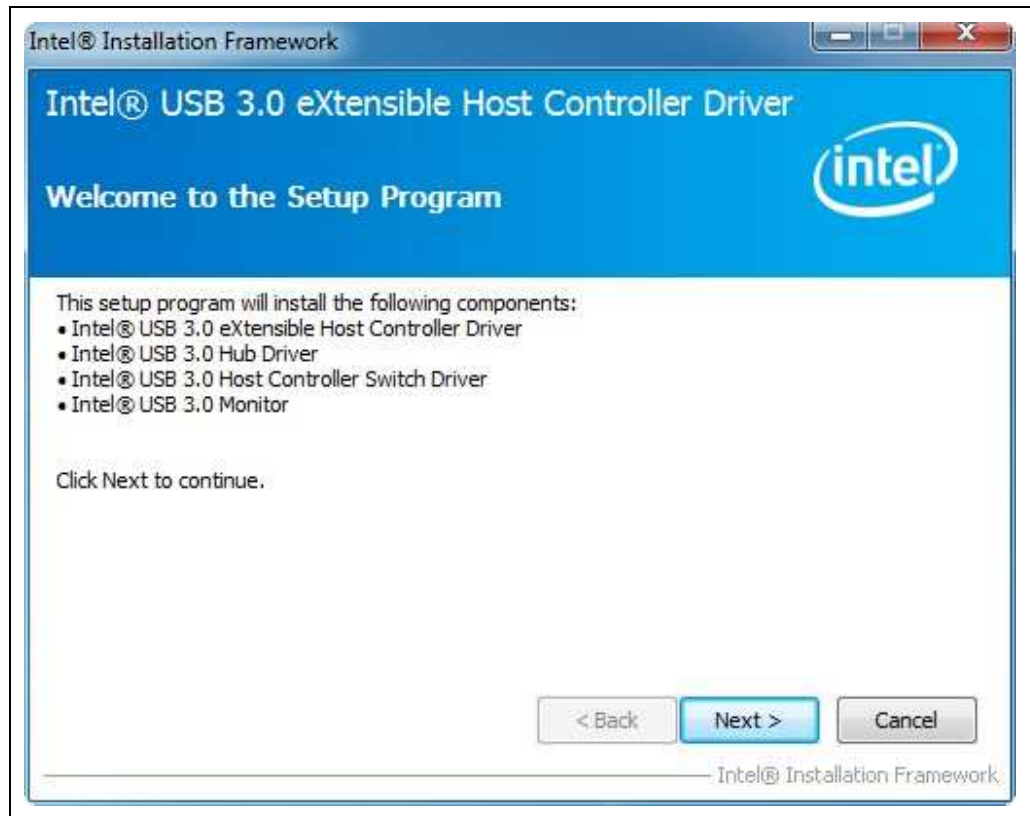 Intel® Installation Framework
Intel® USB 3.0 eXtensible Host Controller Driver
intel
Welcome to the Setup Program
This setup program will install the following components:
• Intel® USB 3.0 eXtensible Host Controller Driver
• Intel® USB 3.0 Hub Driver
• Intel® USB 3.0 Host Controller Switch Driver
• Intel® USB 3.0 Monitor
Click Next to continue.
< Back Next > Cancel
Intel® Installation Framework